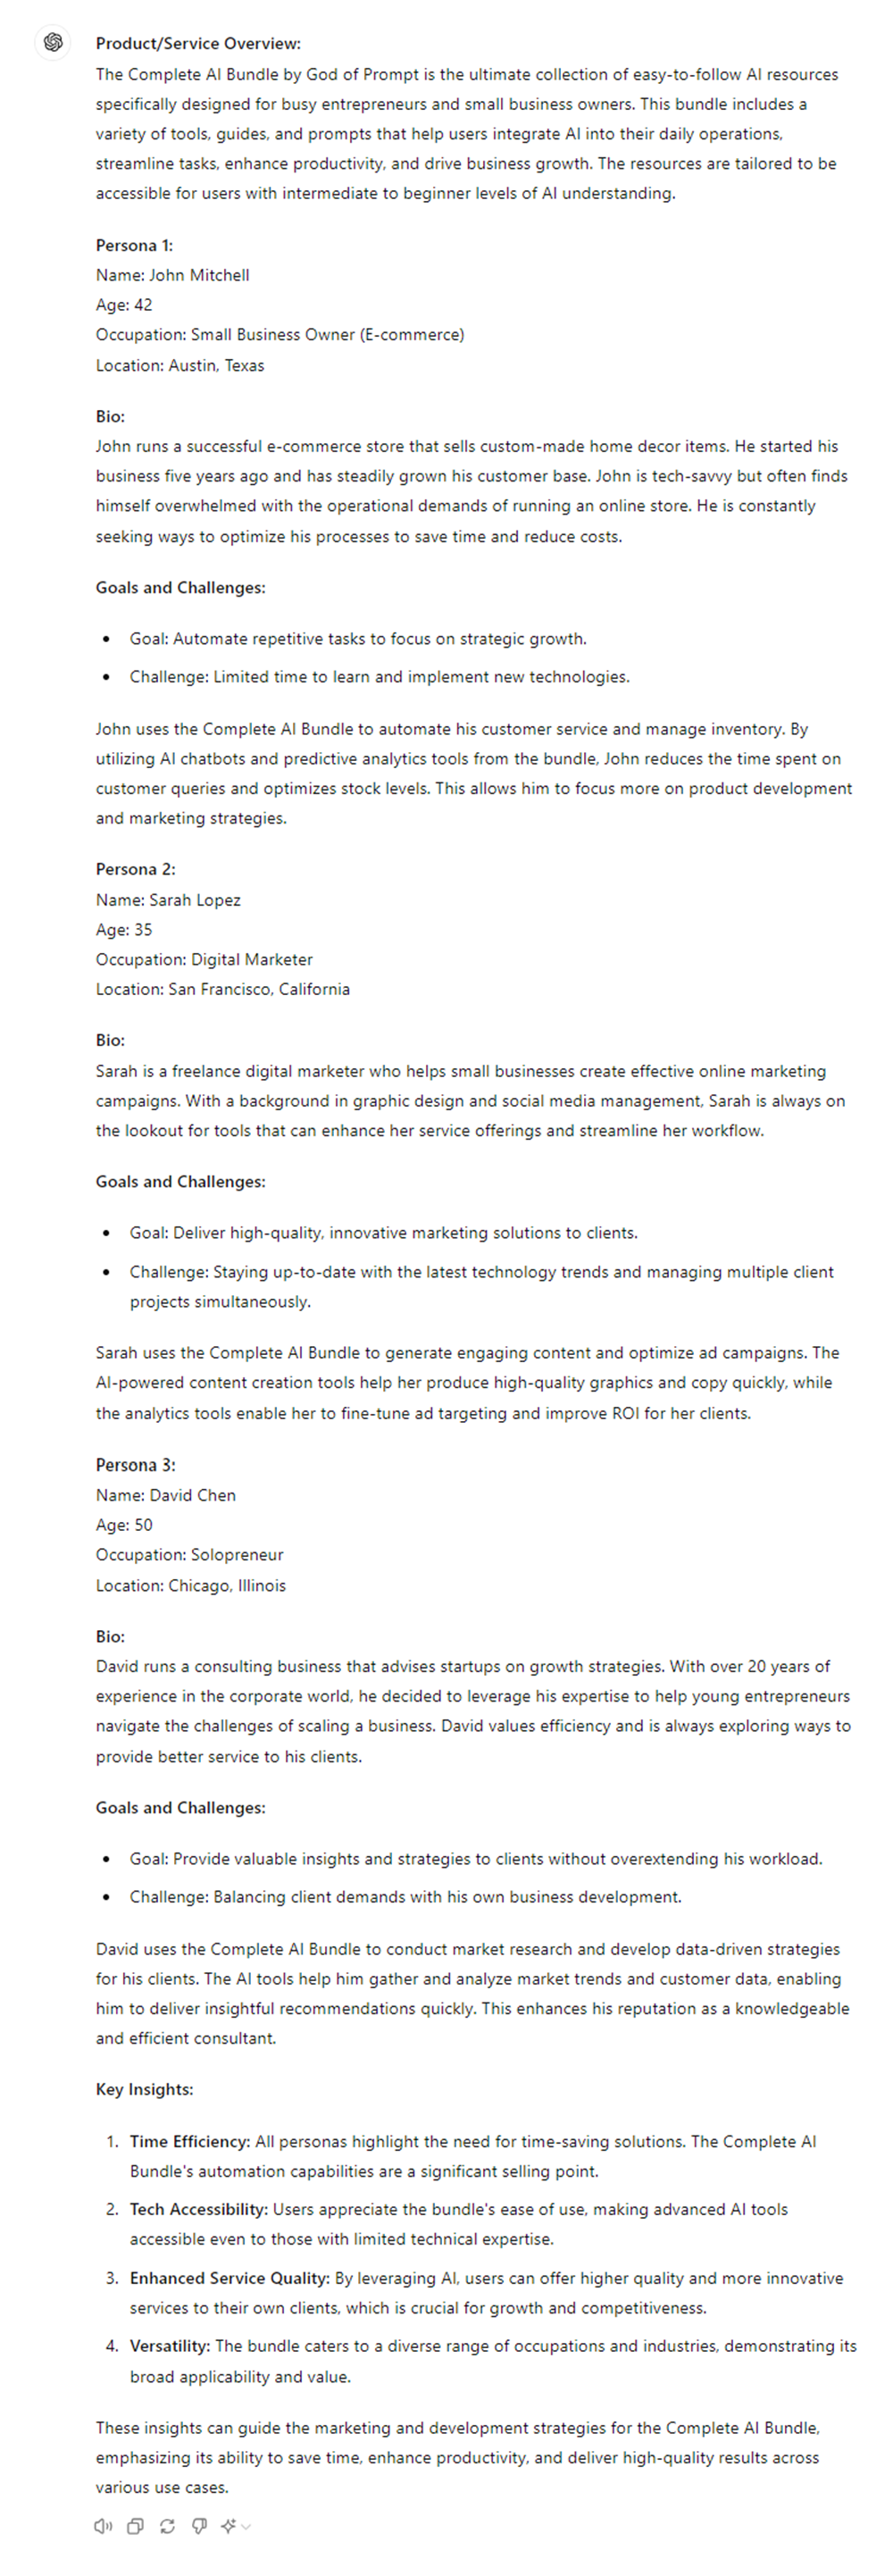 Product/Service Overview:
The Complete AI Bundle by God of Prompt is the ultimate collection of easy-to-follow AI resources
specifically designed for busy entrepreneurs and small business owners. This bundle includes a
variety of tools, guides, and prompts that help users integrate AI into their daily operations,
streamline tasks, enhance productivity, and drive business growth. The resources are tailored to be
accessible for users with intermediate to beginner levels of AI understanding.
Persona 1:
Name: John Mitchell
Age: 42
Occupation: Small Business Owner (E-commerce)
Location: Austin, Texas
Bio:
John runs a successful e-commerce store that sells custom-made home decor items. He started his
business five years ago and has steadily grown his customer base. John is tech-savvy but often finds
himself overwhelmed with the operational demands of running an online store. He is constantly
seeking ways to optimize his processes to save time and reduce costs.
Goals and Challenges:
• Goal: Automate repetitive tasks to focus on strategic growth.
• Challenge: Limited time to learn and implement new technologies.
John uses the Complete AI Bundle to automate his customer service and manage inventory. By
utilizing AI chatbots and predictive analytics tools from the bundle, John reduces the time spent on
customer queries and optimizes stock levels. This allows him to focus more on product development
and marketing strategies.
Persona 2:
Name: Sarah Lopez
Age: 35
Occupation: Digital Marketer
Location: San Francisco, California
Bio:
Sarah is a freelance digital marketer who helps small businesses create effective online marketing
campaigns. With a background in graphic design and social media management, Sarah is always on
the lookout for tools that can enhance her service offerings and streamline her workflow.
Goals and Challenges:
• Goal: Deliver high-quality, innovative marketing solutions to clients.
• Challenge: Staying up-to-date with the latest technology trends and managing multiple client
projects simultaneously.
Sarah uses the Complete AI Bundle to generate engaging content and optimize ad campaigns. The
AI-powered content creation tools help her produce high-quality graphics and copy quickly, while
the analytics tools enable her to fine-tune ad targeting and improve ROI for her clients.
Persona 3:
Name: David Chen
Age: 50
Occupation: Solopreneur
Location: Chicago, Illinois
Bio:
David runs a consulting business that advises startups on growth strategies. With over 20 years of
experience in the corporate world, he decided to leverage his expertise to help young entrepreneurs
navigate the challenges of scaling a business. David values efficiency and is always exploring ways to
provide better service to his clients.
Goals and Challenges:
• Goal: Provide valuable insights and strategies to clients without overextending his workload.
• Challenge: Balancing client demands with his own business development.
David uses the Complete AI Bundle to conduct market research and develop data-driven strategies
for his clients. The AI tools help him gather and analyze market trends and customer data, enabling
him to deliver insightful recommendations quickly. This enhances his reputation as a knowledgeable
and efficient consultant.
Key Insights:
1. Time Efficiency: All personas highlight the need for time-saving solutions. The Complete AI
Bundle's automation capabilities are a significant selling point.
2. Tech Accessibility: Users appreciate the bundle's ease of use, making advanced AI tools
accessible even to those with limited technical expertise.
3. Enhanced Service Quality: By leveraging AI, users can offer higher quality and more innovative
services to their own clients, which is crucial for growth and competitiveness.
4. Versatility: The bundle caters to a diverse range of occupations and industries, demonstrating its
broad applicability and value.
These insights can guide the marketing and development strategies for the Complete AI Bundle,
emphasizing its ability to save time, enhance productivity, and deliver high-quality results across
various use cases.